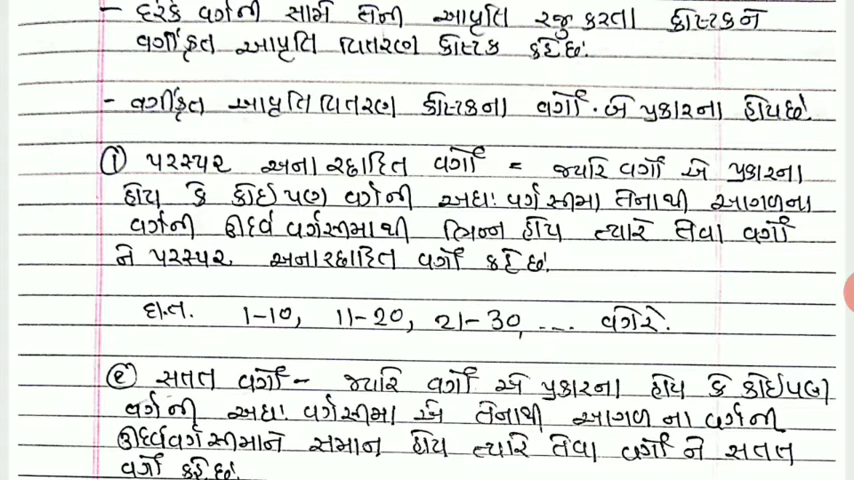 - દરેક વર્ગની સામે તેની આવૃતિ રજુ કરતા કોષ્ટકને
વર્ગીકૃત આવૃતિ વિતરણ કોષ્ટક કહે છે.
- વર્ગીકૃત આવૃતિ વિતરણ કોષ્ટકના વર્ગો બે પ્રકારના હોય છે.
① પરસ્પર અનારછાદિત વર્ગો = જ્યારે વર્ગો એ પ્રકારના
હોય કે કોઈપણ વર્ગની અધઃ વર્ગસીમા તેનાથી આગળના
વર્ગની ઊર્ધ્વ વર્ગસીમાથી ભિન્ન હોય ત્યારે તેવા વર્ગો
ને પરસ્પર અનારછાદિત વર્ગો કહે છે.
દા.ત. 1-10, 11-20, 21-30, ... વગેરે.
② સતત વર્ગો - જ્યારે વર્ગો એ પ્રકારના હોય કે કોઈપણ
વર્ગની અધઃ વર્ગસીમા એ તેનાથી આગળ ના વર્ગની
ઊર્ધ્વવર્ગસીમાને સમાન હોય ત્યારે તેવા વર્ગો ને સતત
વર્ગો કહે છે.